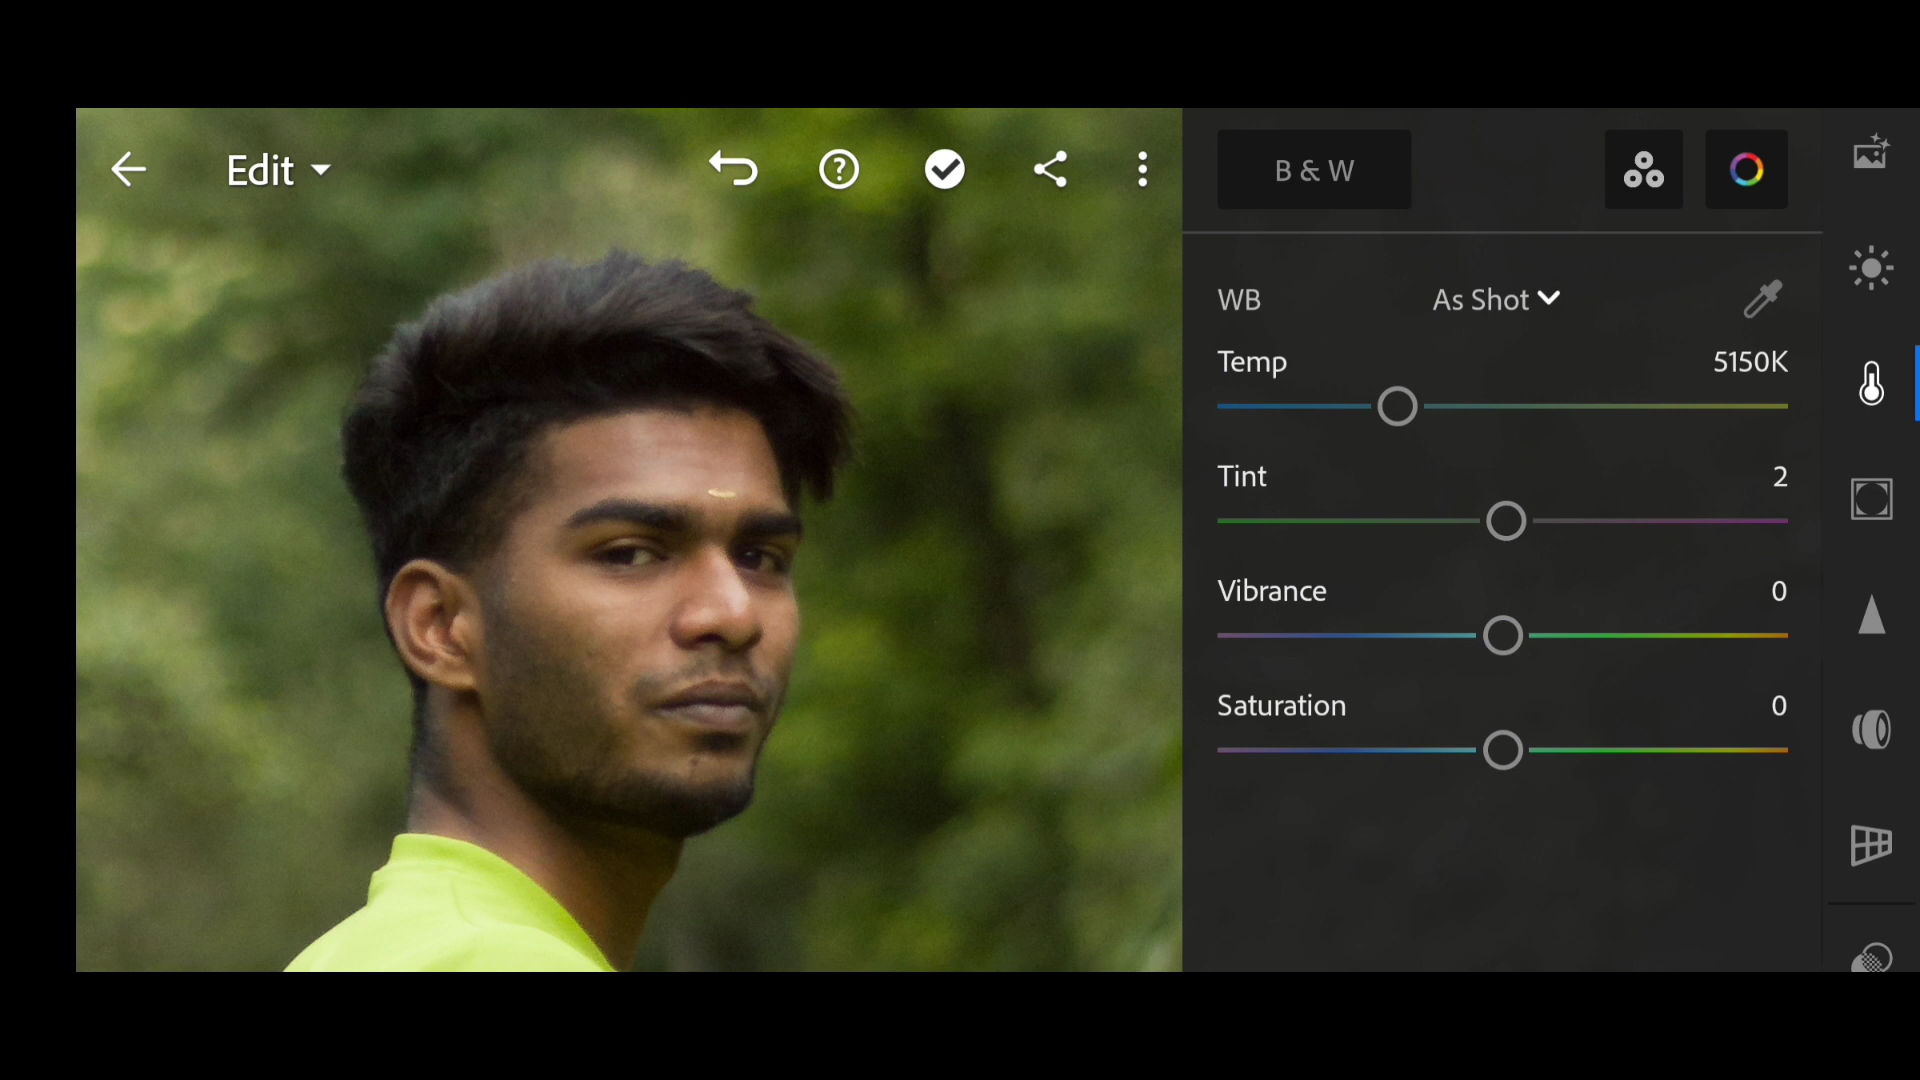 Edit
B & W
WB As Shot
Temp 5150K
Tint 2
Vibrance 0
Saturation 0